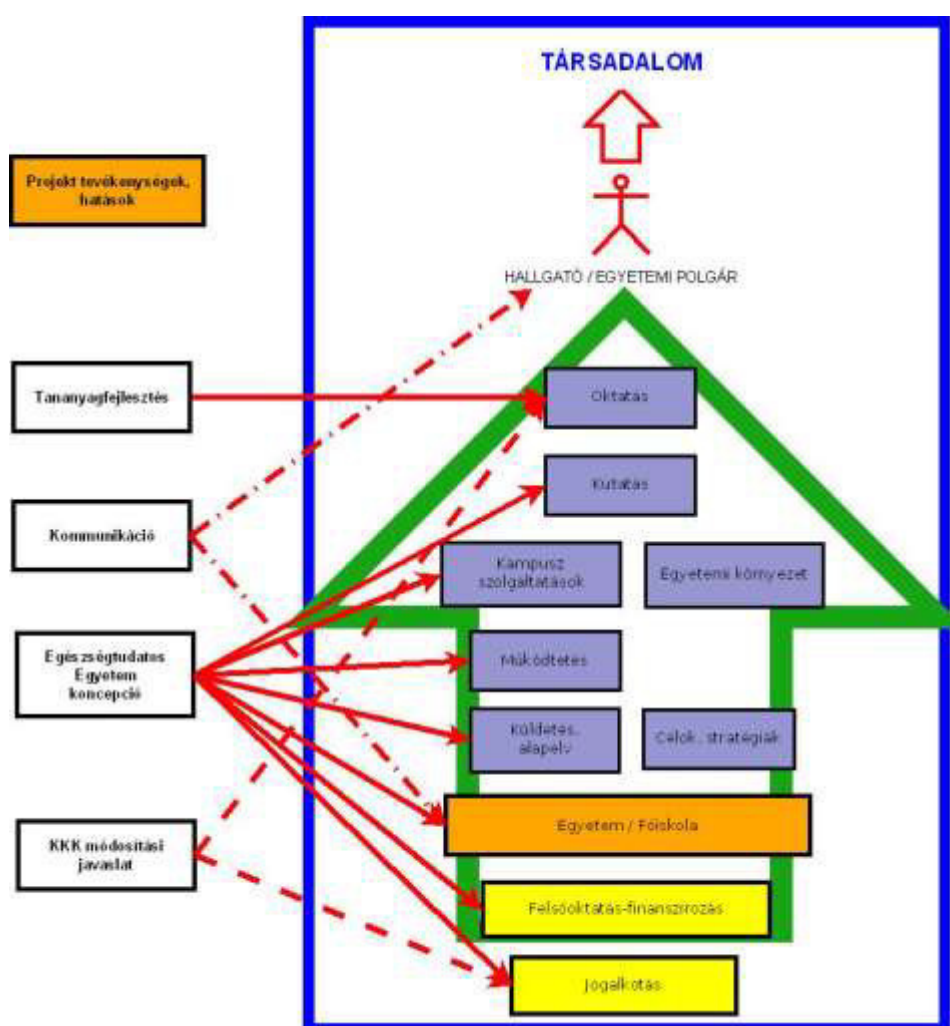 TÁRSADALOM
Projekt tevékenységek,
hatások
HALLGATÓ / EGYETEMI POLGÁR
Tananyagfejlesztés
Oktatás
Kutatás
Kommunikáció
Kampusz
szolgáltatások
Egyetemi környezet
Egészségtudatos
Egyetem
koncepció
Működtetés
Küldetés,
alapelv
Célok, stratégiák
Egyetem / Főiskola
KKK módosítási
javaslat
Felsőoktatás-finanszírozás
Jogalkotás